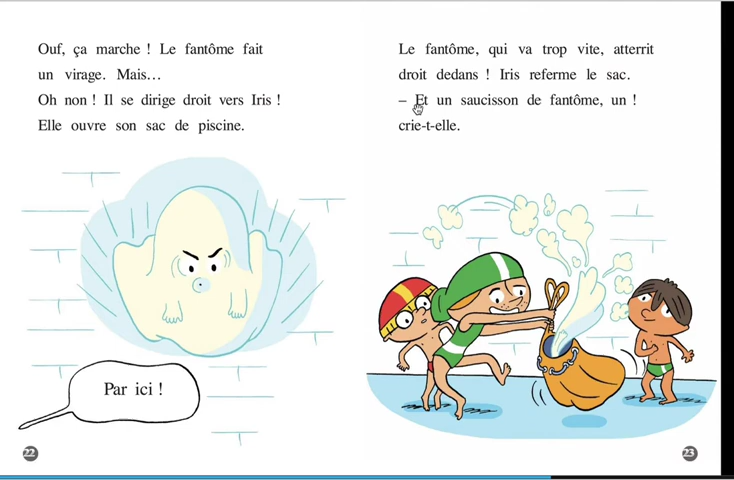 Ouf, ça marche ! Le fantôme fait
un virage. Mais...
Oh non ! Il se dirige droit vers Iris !
Elle ouvre son sac de piscine.
Par ici !
22
Le fantôme, qui va trop vite, atterrit
droit dedans ! Iris referme le sac.
– Et un saucisson de fantôme, un !
crie-t-elle.
23